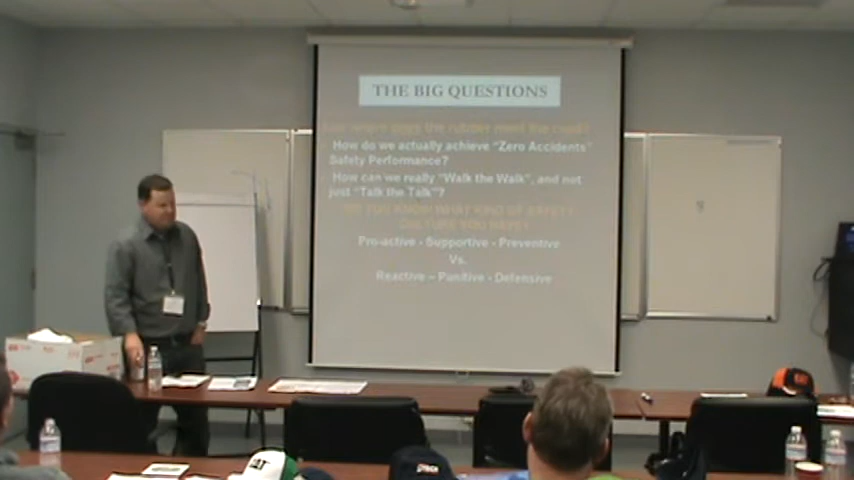 THE BIG QUESTIONS
the rubber meet the road?
How do we actually achieve "Zero Accidents"
Safety Performance?
How can we really "Walk the Walk", and not
just "Talk the Talk"?
DO YOU KNOW WHAT KIND OF SAFETY
CULTURE YOU HAVE?
Pro-active - Supportive - Preventive
Vs.
Reactive – Punitive - Defensive
CAT